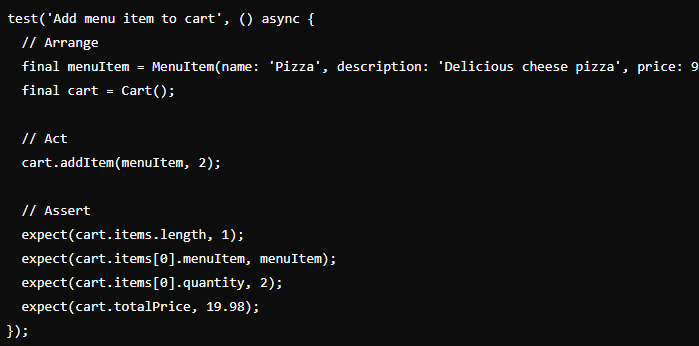 test('Add menu item to cart', () async {
  // Arrange
  final menuItem = MenuItem(name: 'Pizza', description: 'Delicious cheese pizza', price: 9
  final cart = Cart();

  // Act
  cart.addItem(menuItem, 2);

  // Assert
  expect(cart.items.length, 1);
  expect(cart.items[0].menuItem, menuItem);
  expect(cart.items[0].quantity, 2);
  expect(cart.totalPrice, 19.98);
});